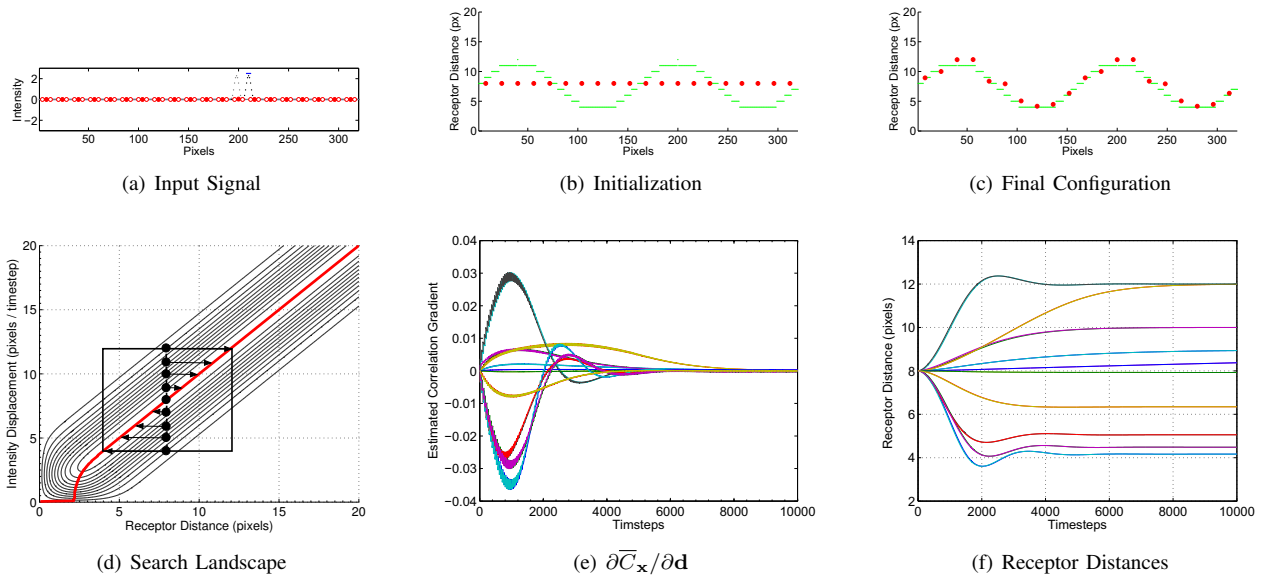 Intensity
2
0
−2
50 100 150 200 250 300
Pixels
(a) Input Signal
Receptor Distance (px)
20
15
10
5
0
50 100 150 200 250 300
Pixels
(b) Initialization
Receptor Distance (px)
20
15
10
5
0
50 100 150 200 250 300
Pixels
(c) Final Configuration
Intensity Displacement (pixels / timestep)
20
15
10
5
0
0 5 10 15 20
Receptor Distance (pixels)
(d) Search Landscape
Estimated Correlation Gradient
0.04
0.03
0.02
0.01
0
−0.01
−0.02
−0.03
−0.04
0 2000 4000 6000 8000 10000
Timsteps
(e) ∂C̅ₓ/∂d
Receptor Distance (pixels)
14
12
10
8
6
4
2
0 2000 4000 6000 8000 10000
Timesteps
(f) Receptor Distances